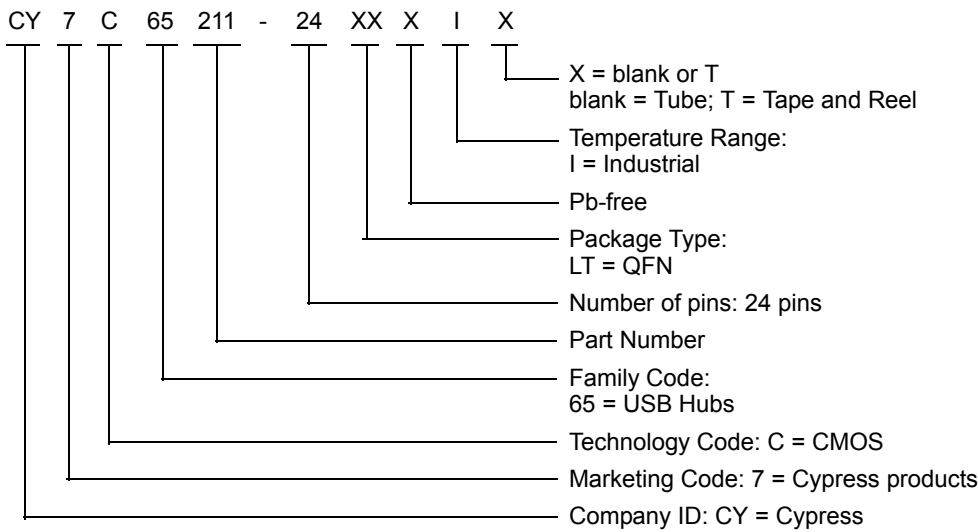 CY 7 C 65 211 - 24 XX X I X
X = blank or T
blank = Tube; T = Tape and Reel
Temperature Range:
I = Industrial
Pb-free
Package Type:
LT = QFN
Number of pins: 24 pins
Part Number
Family Code:
65 = USB Hubs
Technology Code: C = CMOS
Marketing Code: 7 = Cypress products
Company ID: CY = Cypress